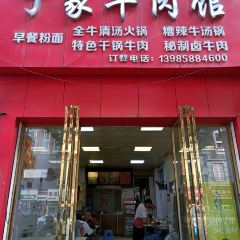 丁家牛肉馆
早餐粉面
全牛清汤火锅 糟辣牛汤锅
特色干锅牛肉 秘制卤牛肉
订餐电话：13985884600